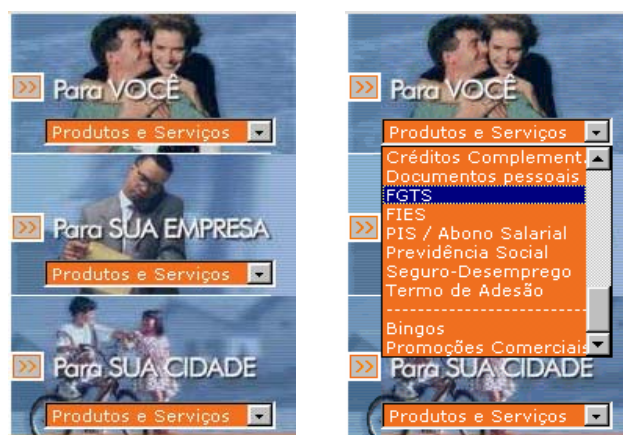 >> Para VOCÊ
Produtos e Serviços
>> Para SUA EMPRESA
Produtos e Serviços
>> Para SUA CIDADE
Produtos e Serviços
>> Para VOCÊ
Produtos e Serviços
Créditos Complement.
Documentos pessoais
FGTS
FIES
PIS / Abono Salarial
Previdência Social
Seguro-Desemprego
Termo de Adesão
-----------------------
Bingos
Promoções Comerciais
>>
>> Para SUA CIDADE
Produtos e Serviços